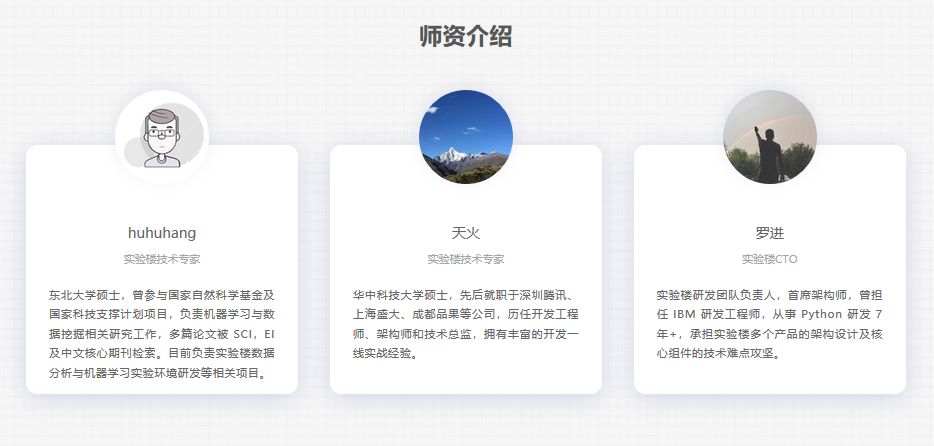 师资介绍
huhuhang
实验楼技术专家
东北大学硕士，曾参与国家自然科学基金及
国家科技支撑计划项目，负责机器学习与数
据挖掘相关研究工作，多篇论文被 SCI，EI
及中文核心期刊检索。目前负责实验楼数据
分析与机器学习实验环境研发等相关项目。
天火
实验楼技术专家
华中科技大学硕士，先后就职于深圳腾讯、
上海盛大、成都品果等公司，历任开发工程
师、架构师和技术总监，拥有丰富的开发一
线实战经验。
罗进
实验楼CTO
实验楼研发团队负责人，首席架构师，曾担
任 IBM 研发工程师，从事 Python 研发 7
年+，承担实验楼多个产品的架构设计及核
心组件的技术难点攻坚。